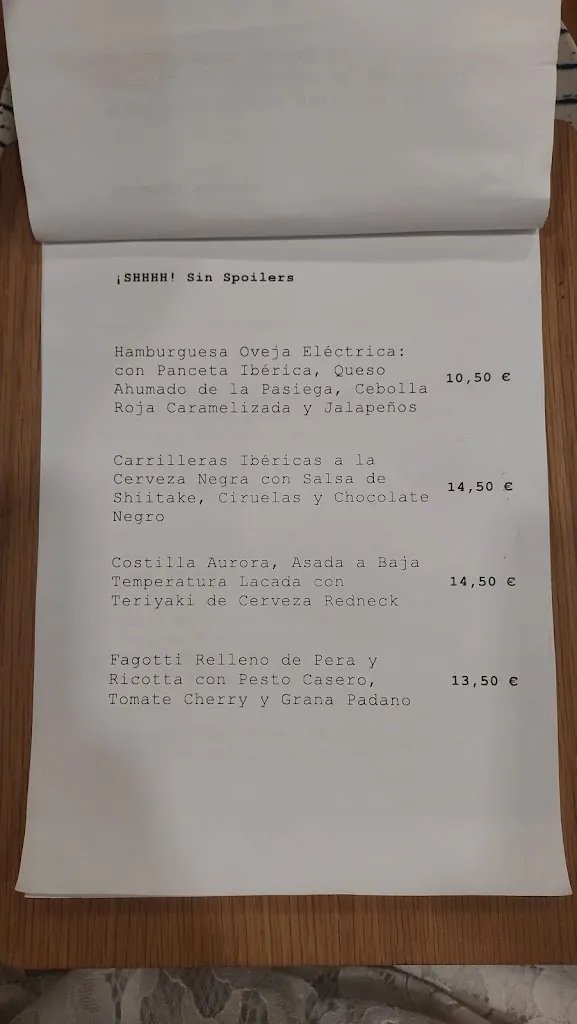 ¡SHHHH! Sin Spoilers
Hamburguesa Oveja Eléctrica:
con Panceta Ibérica, Queso
Ahumado de la Pasiega, Cebolla
Roja Caramelizada y Jalapeños
10,50 €
Carrilleras Ibéricas a la
Cerveza Negra con Salsa de
Shiitake, Ciruelas y Chocolate
Negro
14,50 €
Costilla Aurora, Asada a Baja
Temperatura Lacada con
Teriyaki de Cerveza Redneck
14,50 €
Fagotti Relleno de Pera y
Ricotta con Pesto Casero,
Tomate Cherry y Grana Padano
13,50 €